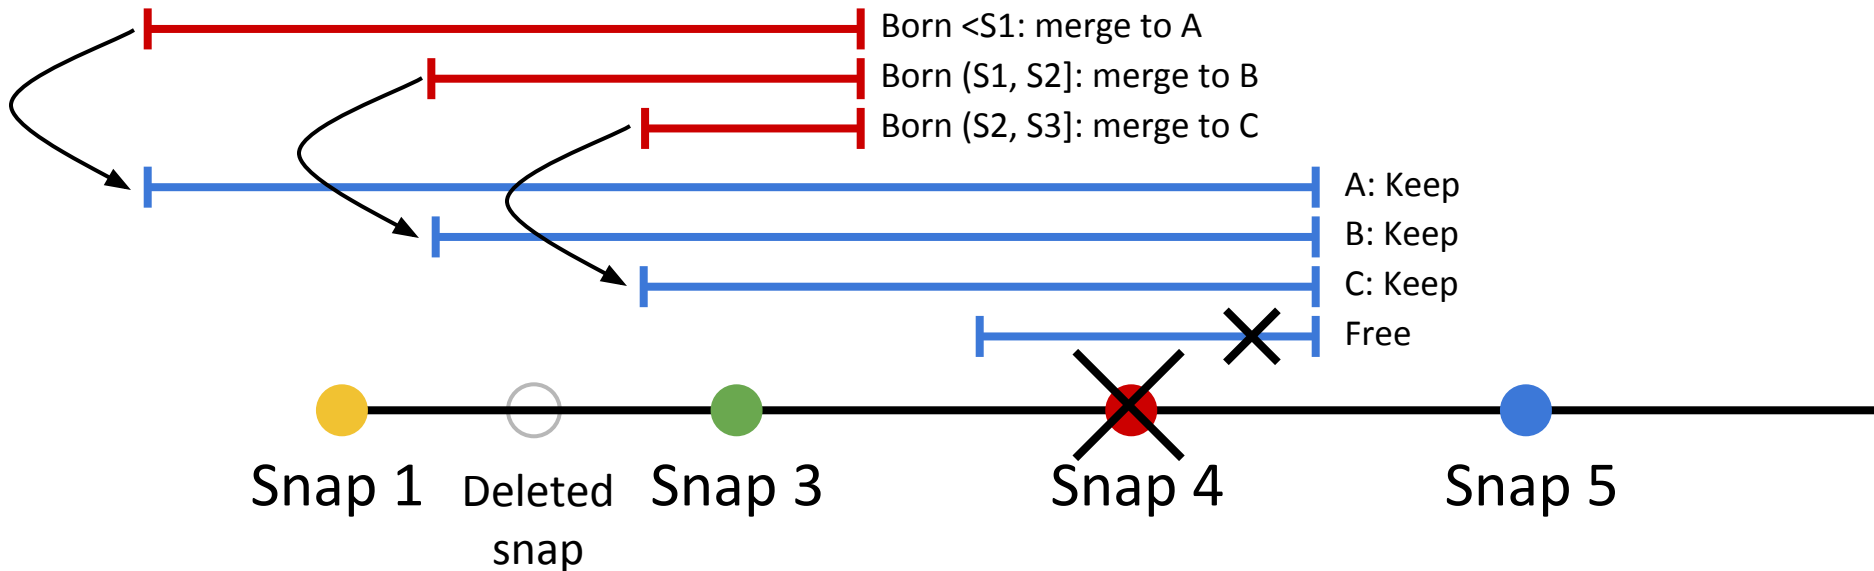 Born <S1: merge to A
Born (S1, S2]: merge to B
Born (S2, S3]: merge to C
A: Keep
B: Keep
C: Keep
Free
Snap 1
Deleted
snap
Snap 3
Snap 4
Snap 5